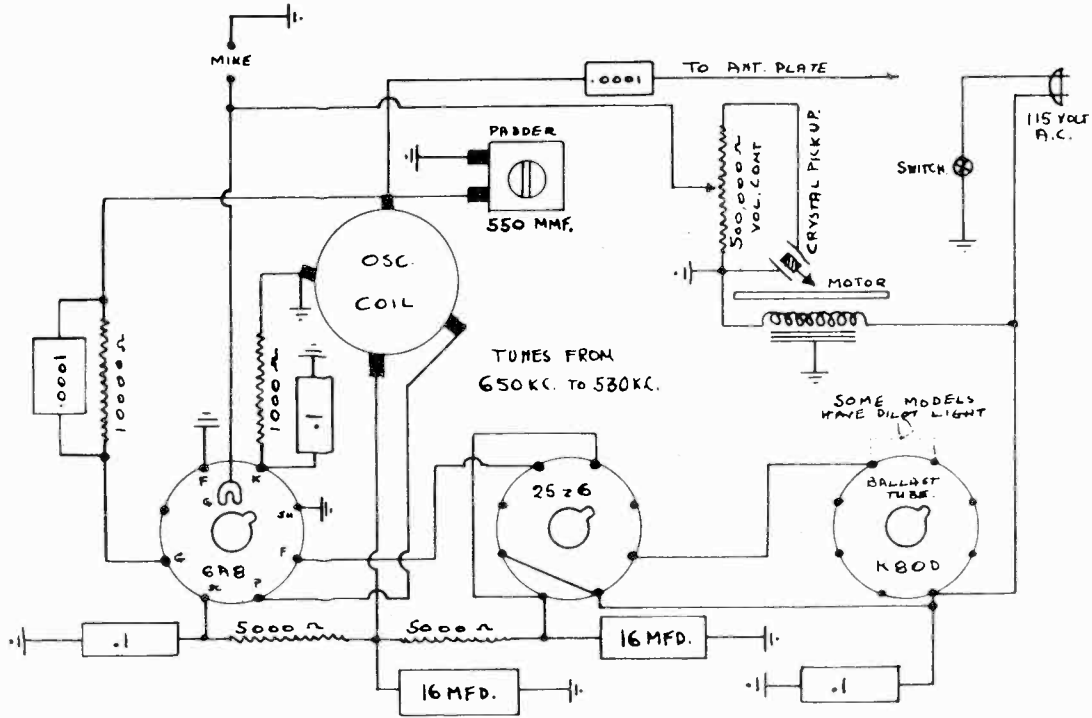 MIKE
.0001
TO ANT. PLATE
115 VOLT
A.C.
PADDER
550 MMF.
500,000 Ω
VOL. CONT
CRYSTAL PICKUP.
SWITCH
OSC.
COIL
MOTOR
.0001
10000 Ω
1000 Ω
.1
TUNES FROM
650 KC. TO 530 KC.
SOME MODELS
HAVE PILOT LIGHT
F
K
G
SH
G
F
6A8
SC
P
25Z6
BALLAST
TUBE.
K80D
.1
5000 Ω
5000 Ω
16 MFD.
16 MFD.
.1